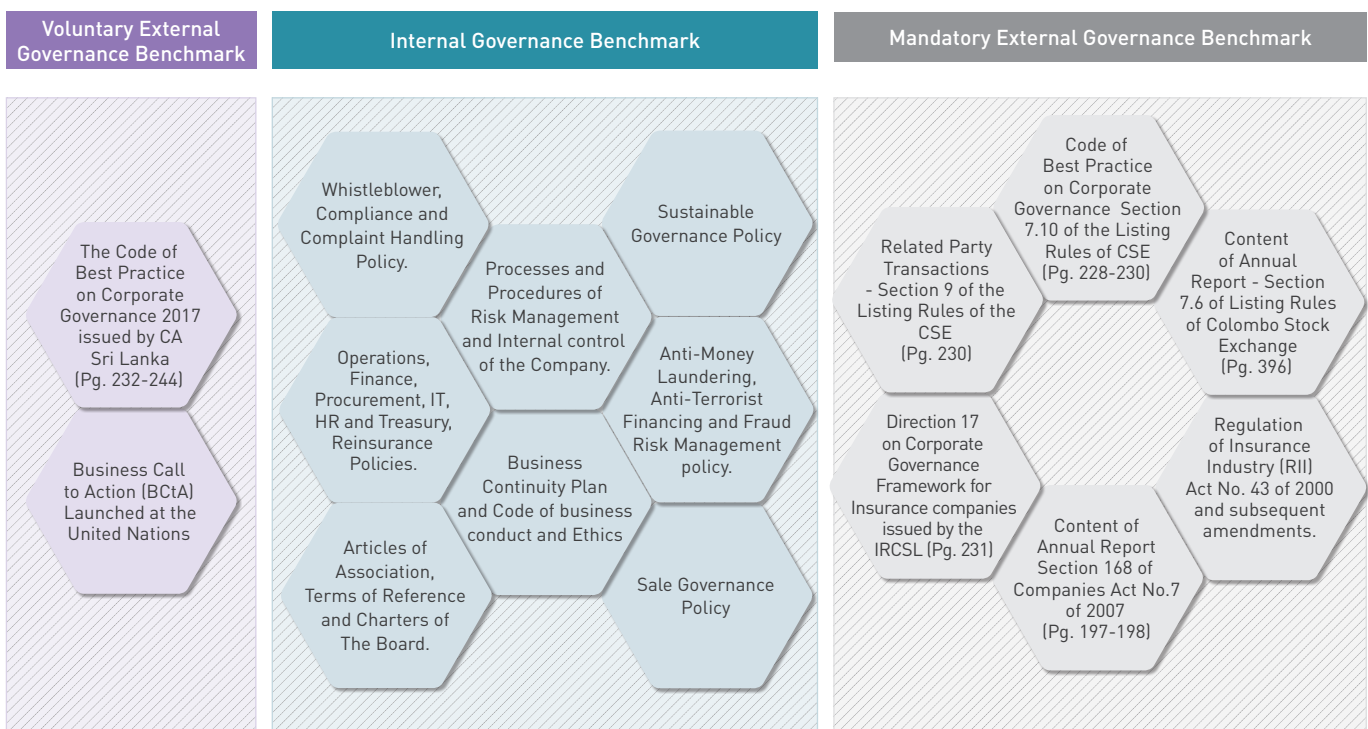 Voluntary External
Governance Benchmark
The Code of
Best Practice
on Corporate
Governance 2017
issued by CA
Sri Lanka
(Pg. 232-244)
Business Call
to Action (BCtA)
Launched at the
United Nations
Internal Governance Benchmark
Whistleblower,
Compliance and
Complaint Handling
Policy.
Sustainable
Governance Policy
Processes and
Procedures of
Risk Management
and Internal control
of the Company.
Operations,
Finance,
Procurement, IT,
HR and Treasury,
Reinsurance
Policies.
Anti-Money
Laundering,
Anti-Terrorist
Financing and Fraud
Risk Management
policy.
Business
Continuity Plan
and Code of business
conduct and Ethics
Articles of
Association,
Terms of Reference
and Charters of
The Board.
Sale Governance
Policy
Mandatory External Governance Benchmark
Code of
Best Practice
on Corporate
Governance Section
7.10 of the Listing
Rules of CSE
(Pg. 228-230)
Related Party
Transactions
- Section 9 of the
Listing Rules of the
CSE
(Pg. 230)
Content
of Annual
Report - Section
7.6 of Listing Rules
of Colombo Stock
Exchange
(Pg. 396)
Direction 17
on Corporate
Governance
Framework for
Insurance companies
issued by the
IRCSL (Pg. 231)
Regulation
of Insurance
Industry (RII)
Act No. 43 of 2000
and subsequent
amendments.
Content of
Annual Report
Section 168 of
Companies Act No.7
of 2007
(Pg. 197-198)